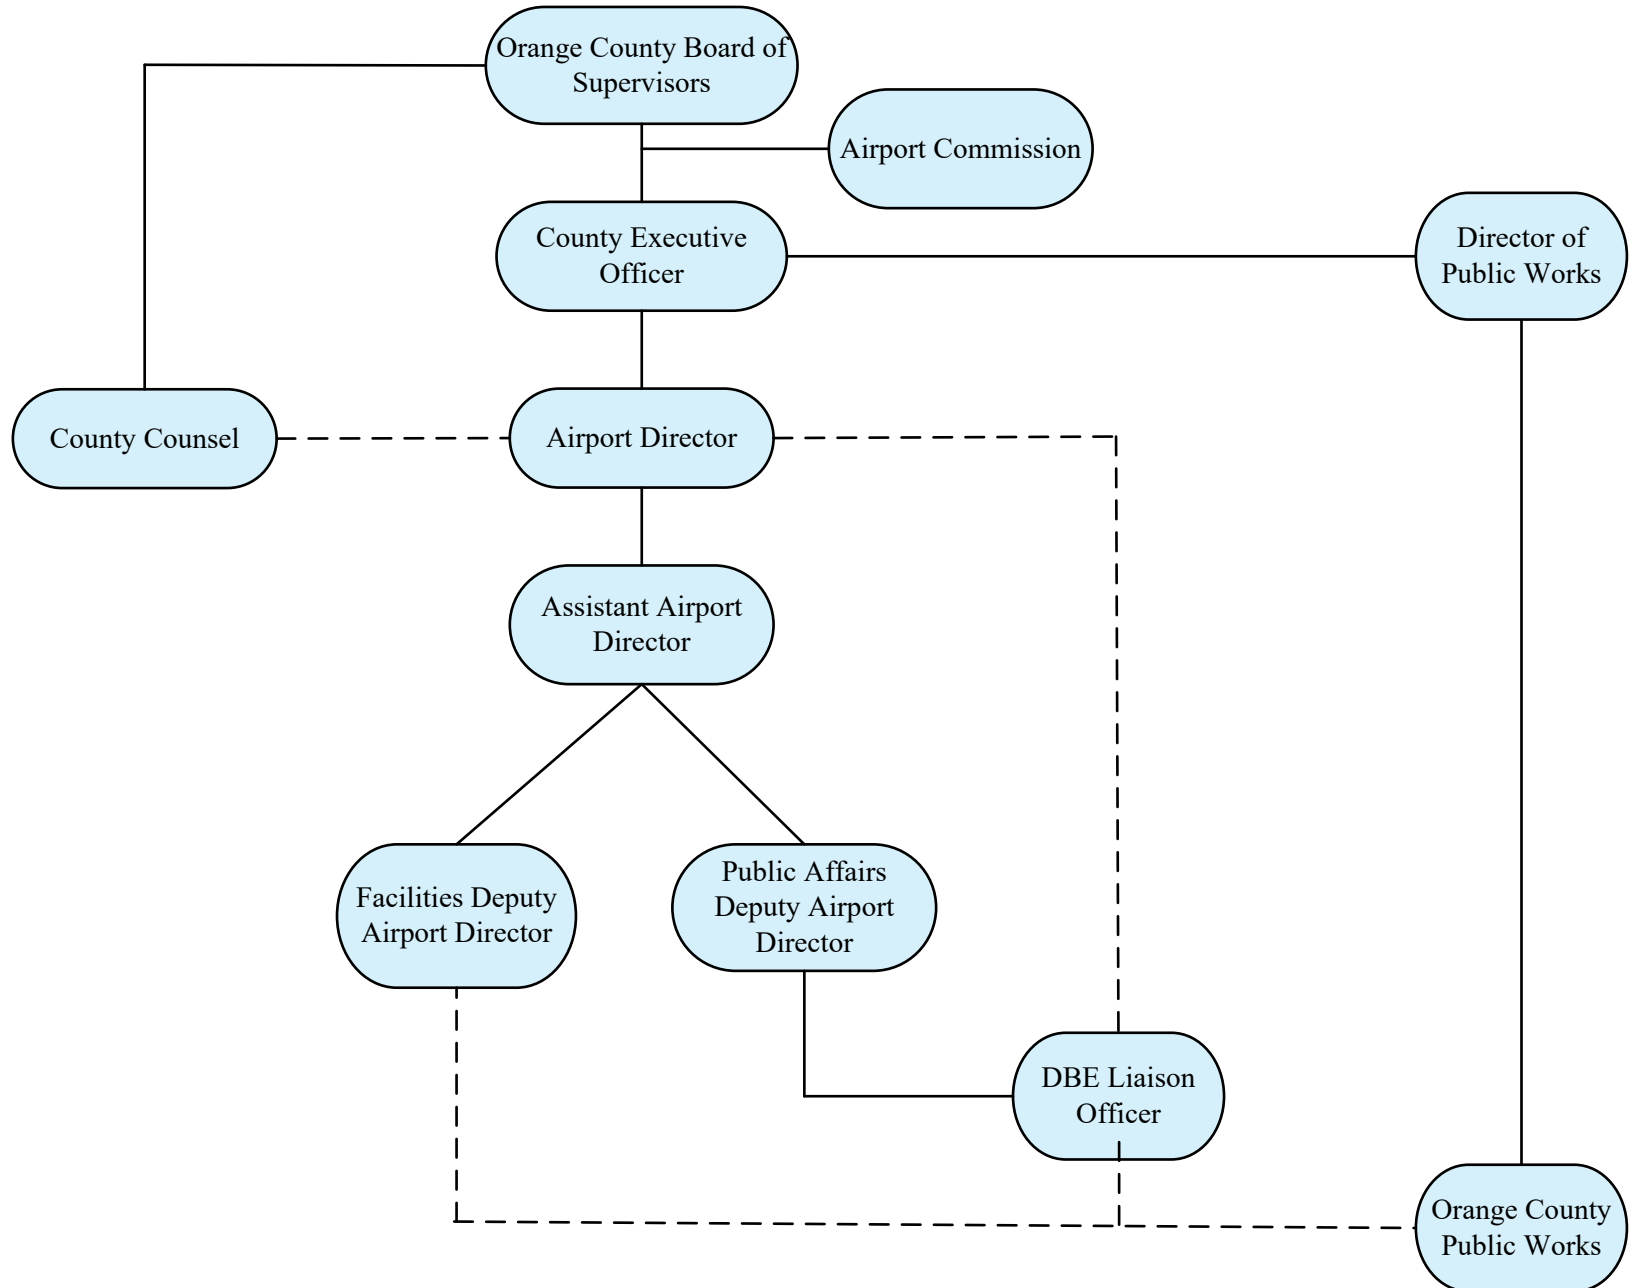 Orange County Board of
Supervisors
Airport Commission
County Executive
Officer
Director of
Public Works
County Counsel
Airport Director
Assistant Airport
Director
Facilities Deputy
Airport Director
Public Affairs
Deputy Airport
Director
DBE Liaison
Officer
Orange County
Public Works